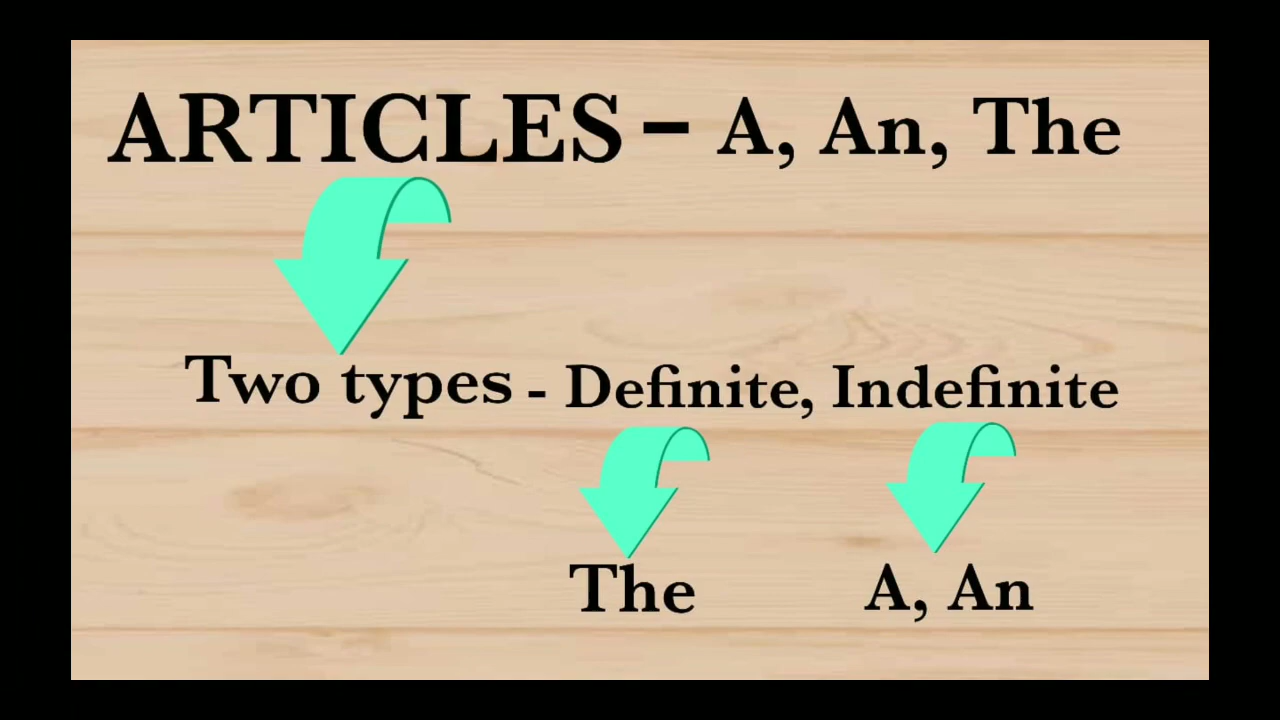 ARTICLES – A, An, The
Two types - Definite, Indefinite
The A, An